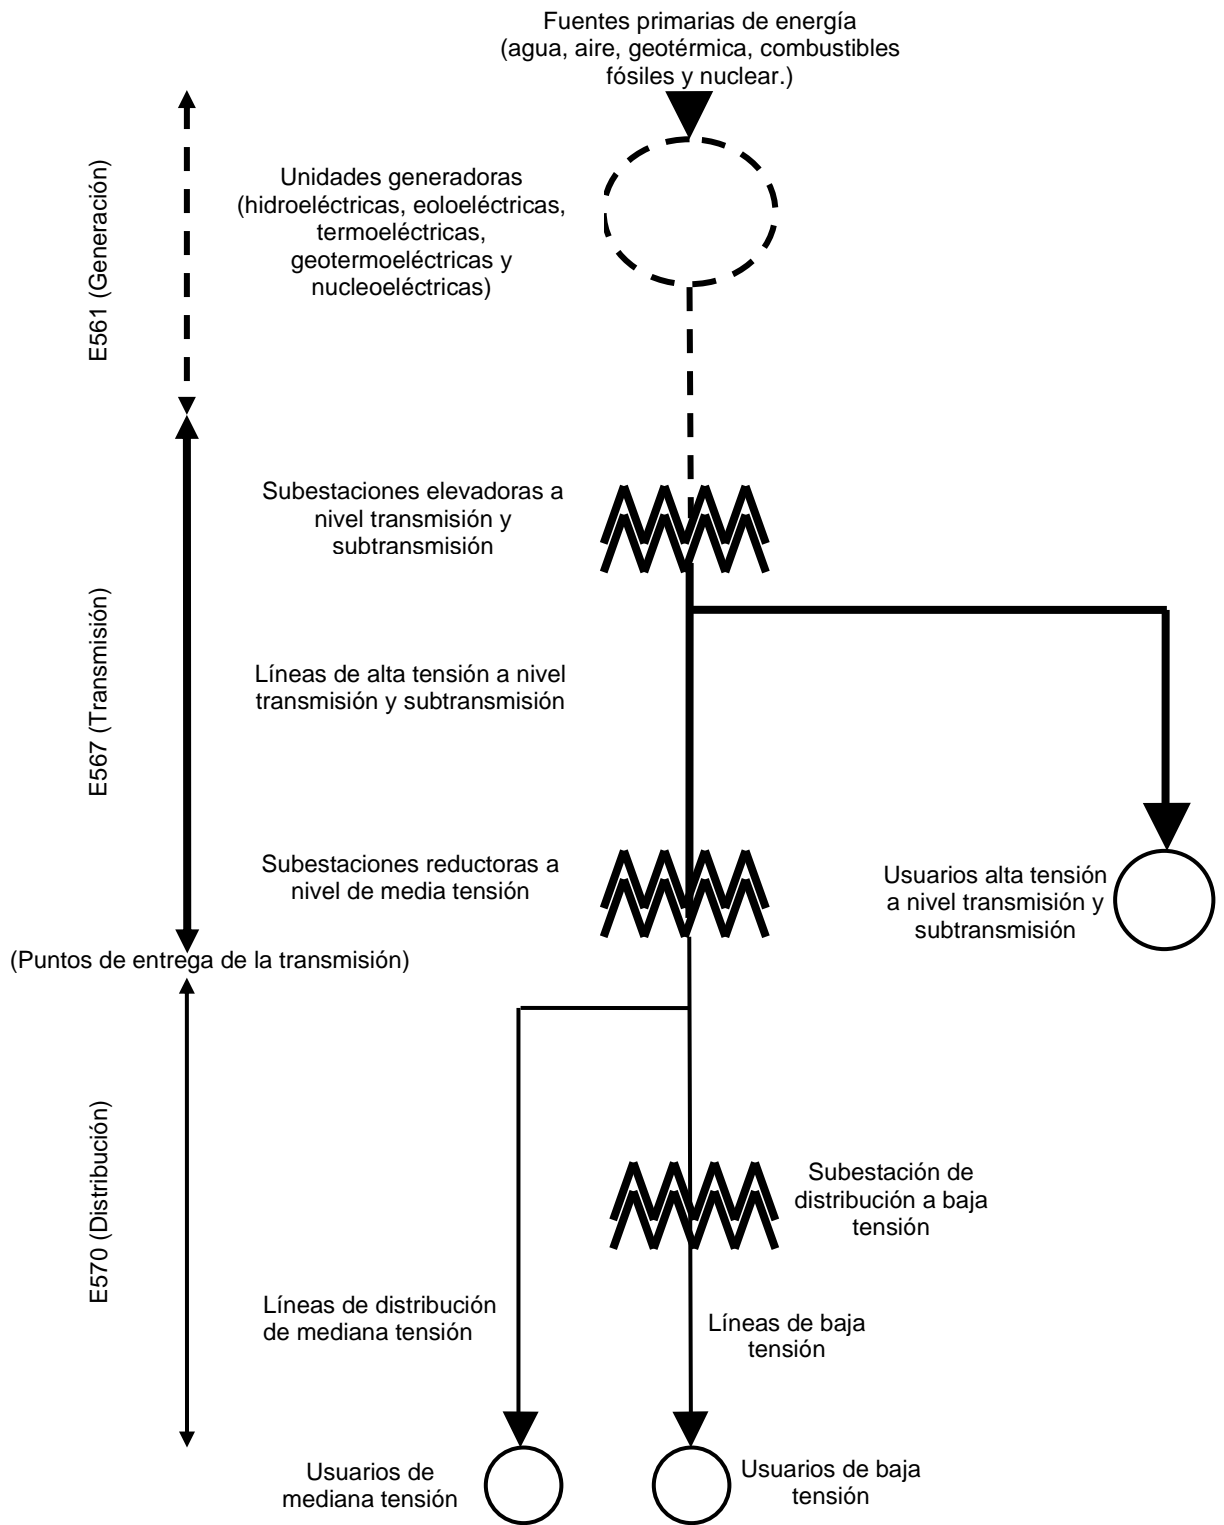 Fuentes primarias de energía
(agua, aire, geotérmica, combustibles
fósiles y nuclear.)
E561 (Generación)
Unidades generadoras
(hidroeléctricas, eoloeléctricas,
termoeléctricas,
geotermoeléctricas y
nucleoeléctricas)
E567 (Transmisión)
Subestaciones elevadoras a
nivel transmisión y
subtransmisión
Líneas de alta tensión a nivel
transmisión y subtransmisión
Subestaciones reductoras a
nivel de media tensión
Usuarios alta tensión
a nivel transmisión y
subtransmisión
(Puntos de entrega de la transmisión)
E570 (Distribución)
Subestación de
distribución a baja
tensión
Líneas de distribución
de mediana tensión
Líneas de baja
tensión
Usuarios de
mediana tensión
Usuarios de baja
tensión